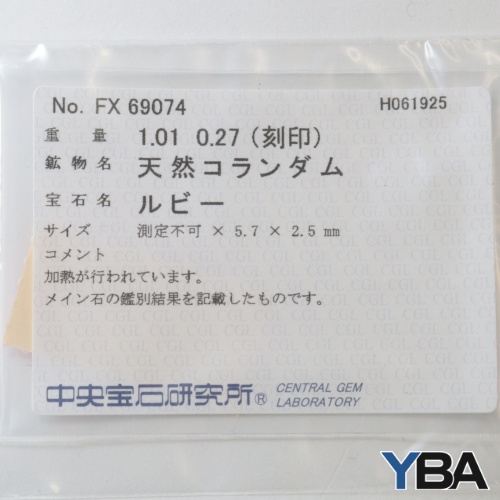 No. FX 69074 H061925
重量 1.01 0.27 (刻印)
鉱物名 天然コランダム
宝石名 ルビー
サイズ 測定不可 × 5.7 × 2.5 mm
コメント
加熱が行われています。
メイン石の鑑別結果を記載したものです。
中央宝石研究所® CENTRAL GEM
LABORATORY
YBA